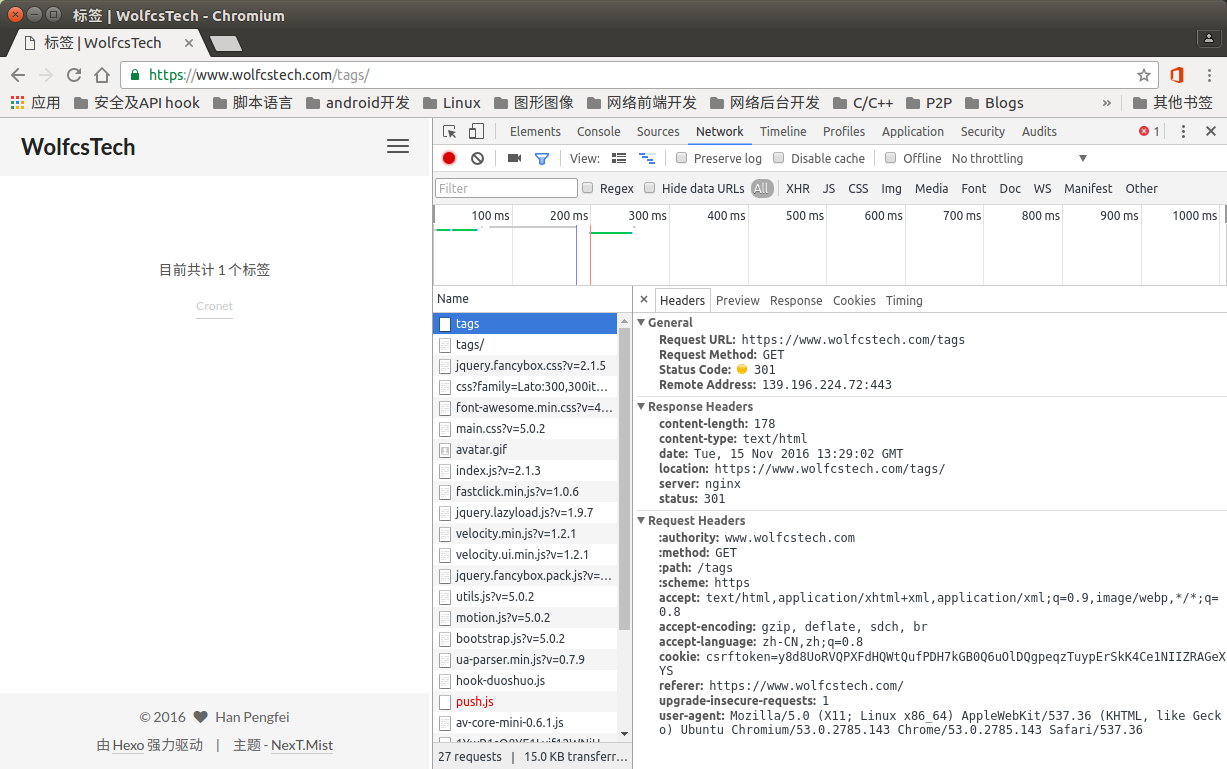 标签 | WolfcsTech - Chromium
标签 | WolfcsTech
https://www.wolfcstech.com/tags/
应用 安全及API hook 脚本语言 android开发 Linux 图形图像 网络前端开发 网络后台开发 C/C++ P2P Blogs » 其他书签
WolfcsTech
目前共计 1 个标签
Cronet
© 2016 Han Pengfei
由 Hexo 强力驱动 | 主题 - NexT.Mist
Elements Console Sources Network Timeline Profiles Application Security Audits 1
View: Preserve log Disable cache Offline No throttling
Filter Regex Hide data URLs All XHR JS CSS Img Media Font Doc WS Manifest Other
100 ms 200 ms 300 ms 400 ms 500 ms 600 ms 700 ms 800 ms 900 ms 1000 ms
Name
tags
tags/
jquery.fancybox.css?v=2.1.5
css?family=Lato:300,300it...
font-awesome.min.css?v=4...
main.css?v=5.0.2
avatar.gif
index.js?v=2.1.3
fastclick.min.js?v=1.0.6
jquery.lazyload.js?v=1.9.7
velocity.min.js?v=1.2.1
velocity.ui.min.js?v=1.2.1
jquery.fancybox.pack.js?v=...
utils.js?v=5.0.2
motion.js?v=5.0.2
bootstrap.js?v=5.0.2
ua-parser.min.js?v=0.7.9
hook-duoshuo.js
push.js
av-core-mini-0.6.1.js
27 requests | 15.0 KB transferr...
× Headers Preview Response Cookies Timing
General
Request URL: https://www.wolfcstech.com/tags
Request Method: GET
Status Code: 301
Remote Address: 139.196.224.72:443
Response Headers
content-length: 178
content-type: text/html
date: Tue, 15 Nov 2016 13:29:02 GMT
location: https://www.wolfcstech.com/tags/
server: nginx
status: 301
Request Headers
:authority: www.wolfcstech.com
:method: GET
:path: /tags
:scheme: https
accept: text/html,application/xhtml+xml,application/xml;q=0.9,image/webp,*/*;q=
0.8
accept-encoding: gzip, deflate, sdch, br
accept-language: zh-CN,zh;q=0.8
cookie: csrftoken=y8d8UoRVQPXFdHQWtQufPDH7kGB0Q6uOlDQgpeqzTuypErSkK4Ce1NIIZRAGeX
YS
referer: https://www.wolfcstech.com/
upgrade-insecure-requests: 1
user-agent: Mozilla/5.0 (X11; Linux x86_64) AppleWebKit/537.36 (KHTML, like Geck
o) Ubuntu Chromium/53.0.2785.143 Chrome/53.0.2785.143 Safari/537.36